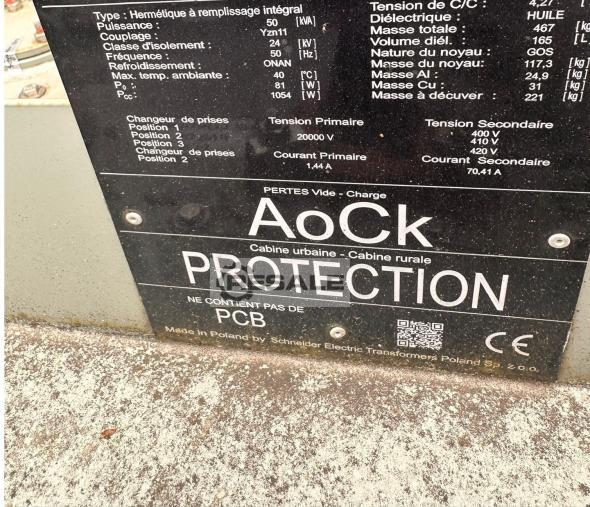 Type : Hermétique à remplissage intégral
Puissance : 50 [kVA]
Couplage : Yzn11
Classe d'isolement : 24 [kV]
Fréquence : 50 [Hz]
Refroidissement : ONAN
Max. temp. ambiante : 40 [°C]
P₀ : 81 [W]
Pcc: 1054 [W]
Tension de C/C : 4,27
Diélectrique : HUILE
Masse totale : 467 [kg]
Volume diél. 165 [L]
Nature du noyau : GOS
Masse du noyau: 117,3 [kg]
Masse Al : 24,9 [kg]
Masse Cu : 31 [kg]
Masse à décuver : 221 [kg]
Changeur de prises Tension Primaire Tension Secondaire
Position 1 400 V
Position 2 20000 V 410 V
Position 3 420 V
Changeur de prises Courant Primaire Courant Secondaire
Position 2 1,44 A 70,41 A
PERTES Vide - Charge
AoCk
Cabine urbaine - Cabine rurale
PROTECTION
RESALE
NE CONTIENT PAS DE
PCB
CE
Made in Poland by Schneider Electric Transformers Poland Sp. z o.o.